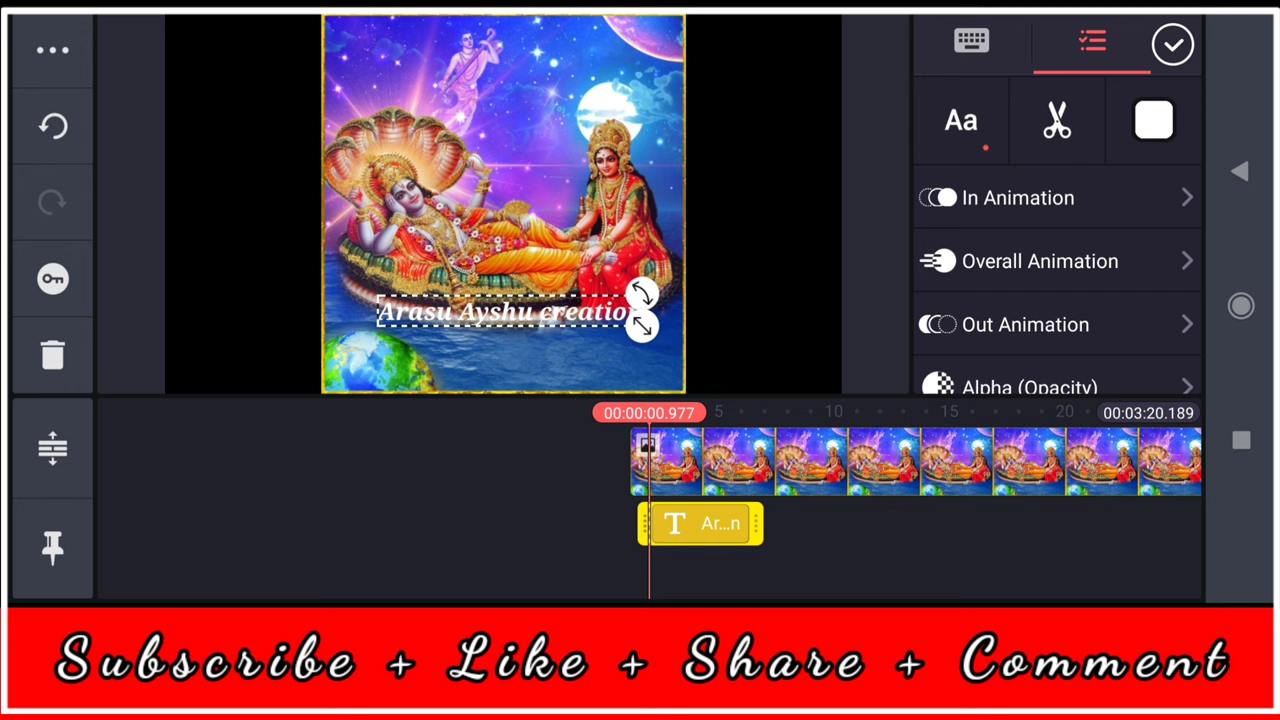 Aa
In Animation
Overall Animation
Out Animation
Alpha (Opacity)
Arasu Ayshu creation
00:00:00.977 5 10 15 20 00:03:20.189
T Ar...n
Subscribe + Like + Share + Comment